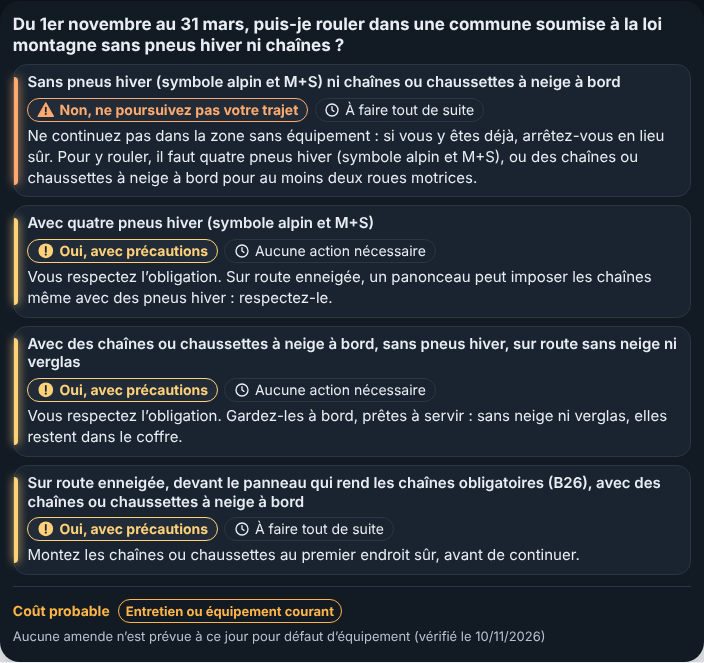 Du 1er novembre au 31 mars, puis-je rouler dans une commune soumise à la loi
montagne sans pneus hiver ni chaînes ?
Sans pneus hiver (symbole alpin et M+S) ni chaînes ou chaussettes à neige à bord
Non, ne poursuivez pas votre trajet
À faire tout de suite
Ne continuez pas dans la zone sans équipement : si vous y êtes déjà, arrêtez-vous en lieu
sûr. Pour y rouler, il faut quatre pneus hiver (symbole alpin et M+S), ou des chaînes ou
chaussettes à neige à bord pour au moins deux roues motrices.
Avec quatre pneus hiver (symbole alpin et M+S)
Oui, avec précautions
Aucune action nécessaire
Vous respectez l’obligation. Sur route enneigée, un panonceau peut imposer les chaînes
même avec des pneus hiver : respectez-le.
Avec des chaînes ou chaussettes à neige à bord, sans pneus hiver, sur route sans neige ni
verglas
Oui, avec précautions
Aucune action nécessaire
Vous respectez l’obligation. Gardez-les à bord, prêtes à servir : sans neige ni verglas, elles
restent dans le coffre.
Sur route enneigée, devant le panneau qui rend les chaînes obligatoires (B26), avec des
chaînes ou chaussettes à neige à bord
Oui, avec précautions
À faire tout de suite
Montez les chaînes ou chaussettes au premier endroit sûr, avant de continuer.
Coût probable
Entretien ou équipement courant
Aucune amende n’est prévue à ce jour pour défaut d’équipement (vérifié le 10/11/2026)